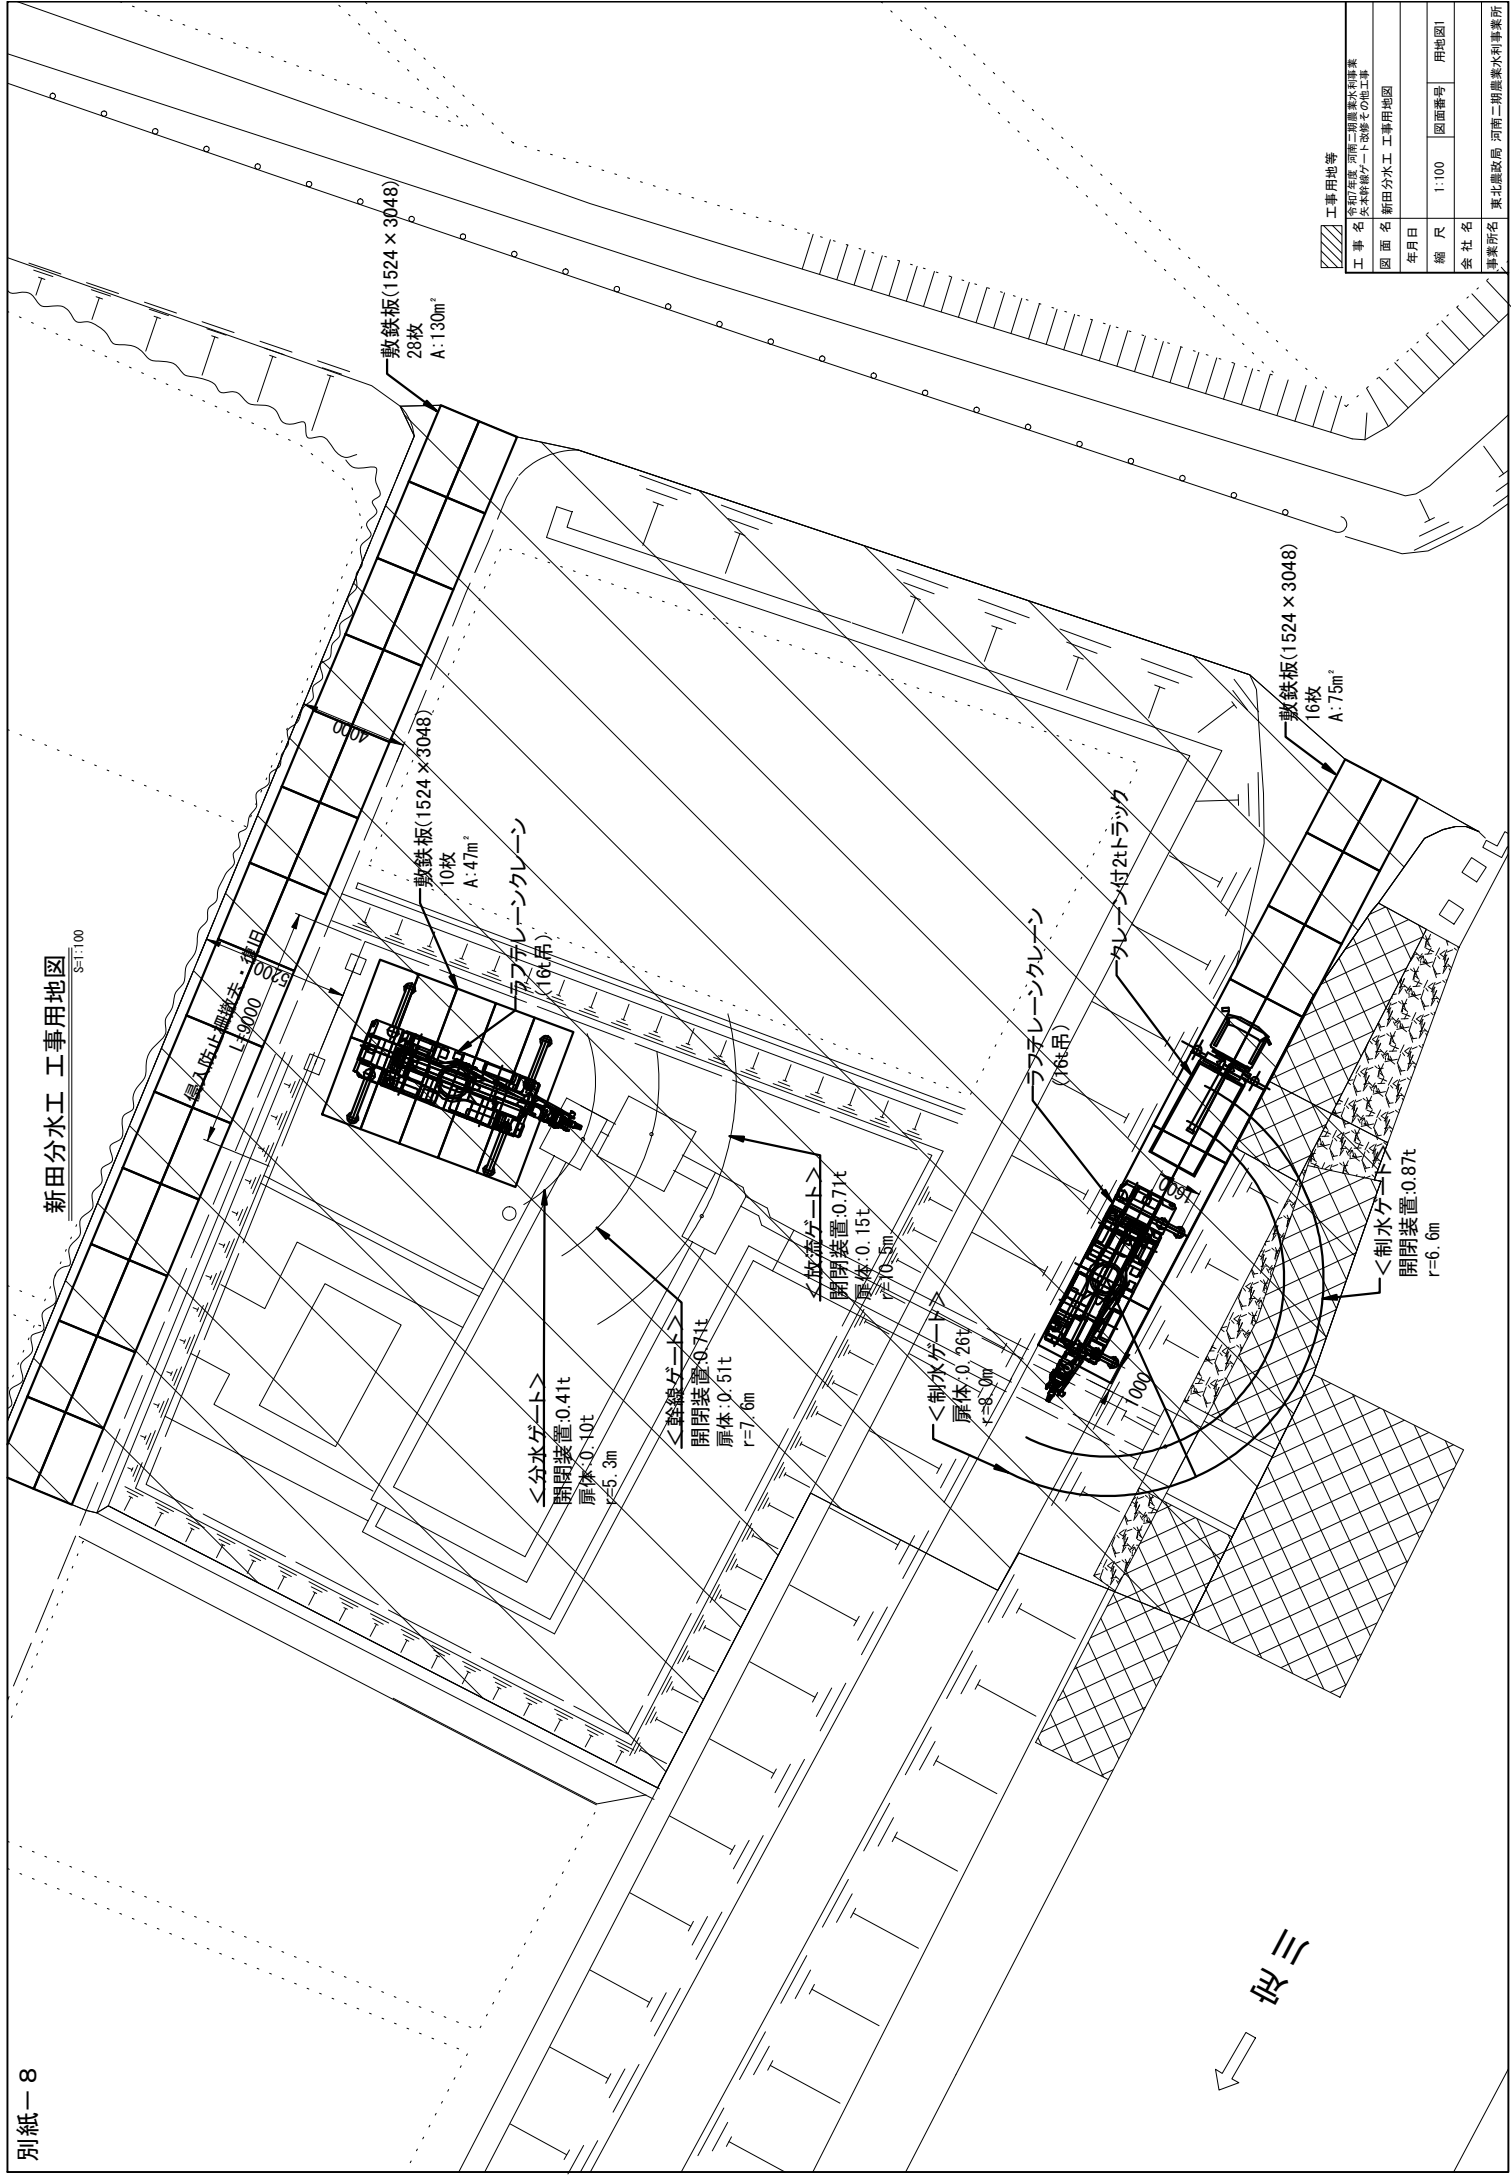 別紙－８
新田分水工 工事用地図
S=1:100
敷鉄板(1524×3048)
28枚
A:130㎡
4000
敷鉄板(1524×3048)
10枚
A:47㎡
ラフテレーンクレーン
(16t吊)
5200
侵入防止柵撤去・復旧
L=9000
＜分水ゲート＞
開閉装置:0.41t
扉体:0.10t
r=5.3m
＜幹線ゲート＞
開閉装置:0.71t
扉体:0.51t
r=7.6m
＜放流ゲート＞
開閉装置:0.71t
扉体:0.15t
r=10.5m
＜制水ゲート＞
扉体:0.26t
r=8.0m
ラフテレーンクレーン
(16t吊)
クレーン付2tトラック
敷鉄板(1524×3048)
16枚
A:75㎡
1600
1000
＜制水ゲート＞
開閉装置:0.87t
r=6.6m
定川
工事用地等
工事名 令和7年度 河南二期農業水利事業
矢本幹線ゲート改修その他工事
図面名 新田分水工 工事用地図
年月日
縮尺 1:100 図面番号 用地図1
会社名
事業所名 東北農政局 河南二期農業水利事業所